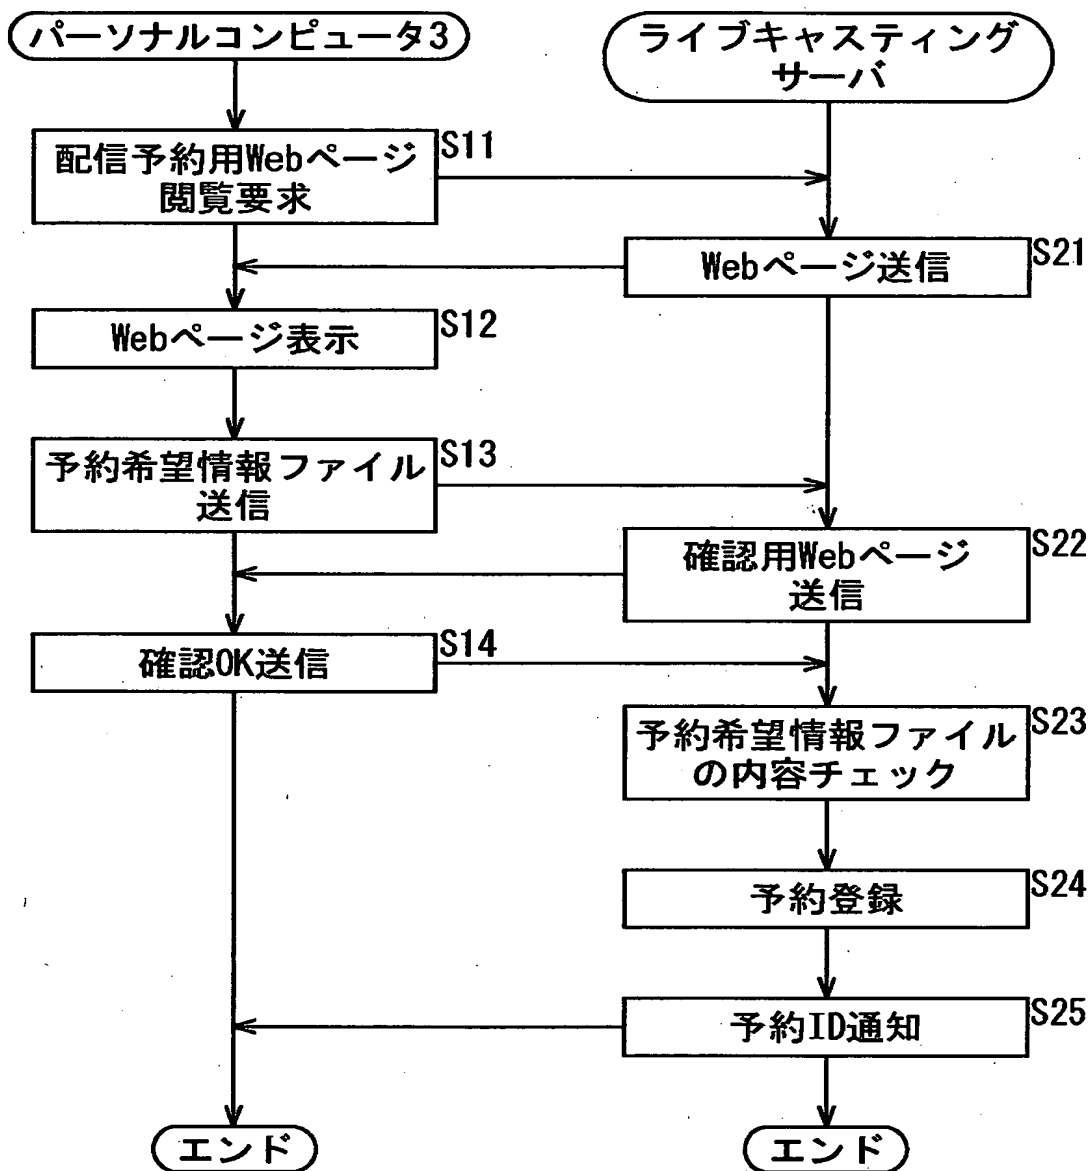 パーソナルコンピュータ3
ライブキャスティング
サーバ
配信予約用Webページ
閲覧要求
S11
Webページ送信
S21
Webページ表示
S12
予約希望情報ファイル
送信
S13
確認用Webページ
送信
S22
確認OK送信
S14
予約希望情報ファイル
の内容チェック
S23
予約登録
S24
予約ID通知
S25
エンド
エンド